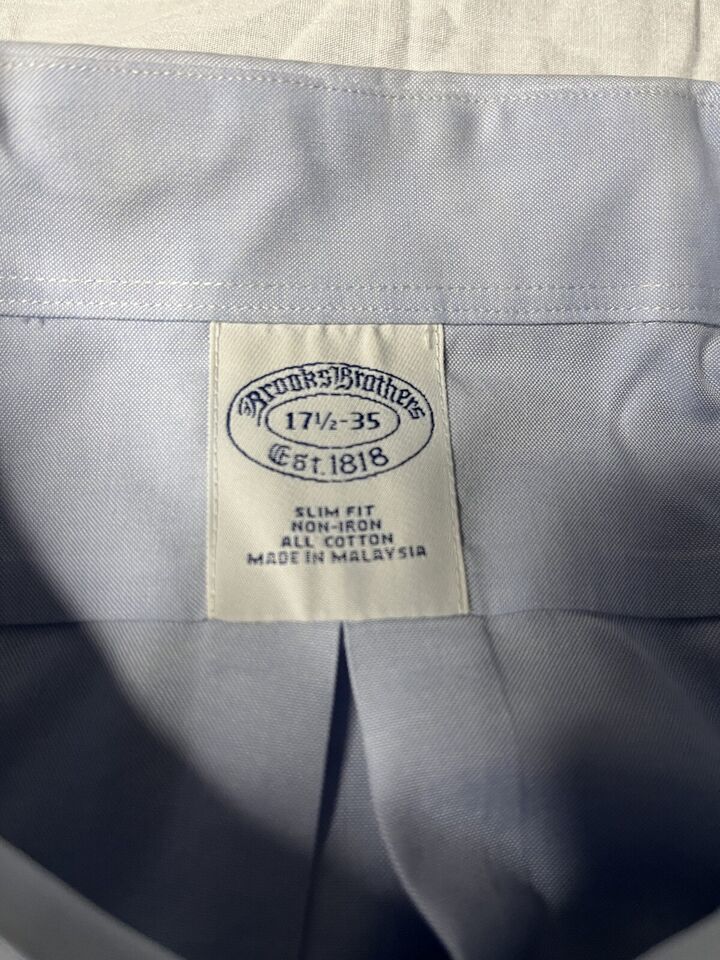 Brooks Brothers
17½-35
Est. 1818
SLIM FIT
NON-IRON
ALL COTTON
MADE IN MALAYSIA